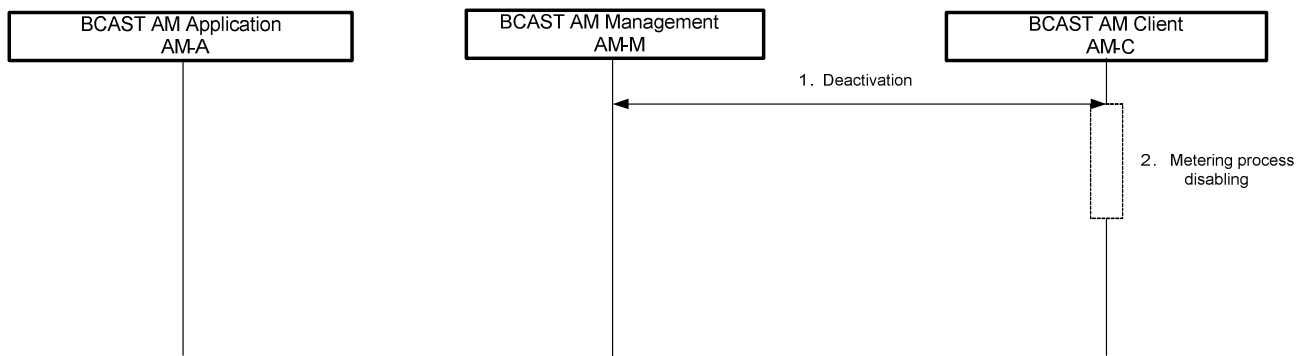 BCAST AM Application
AM-A
BCAST AM Management
AM-M
BCAST AM Client
AM-C
1. Deactivation
2. Metering process
disabling